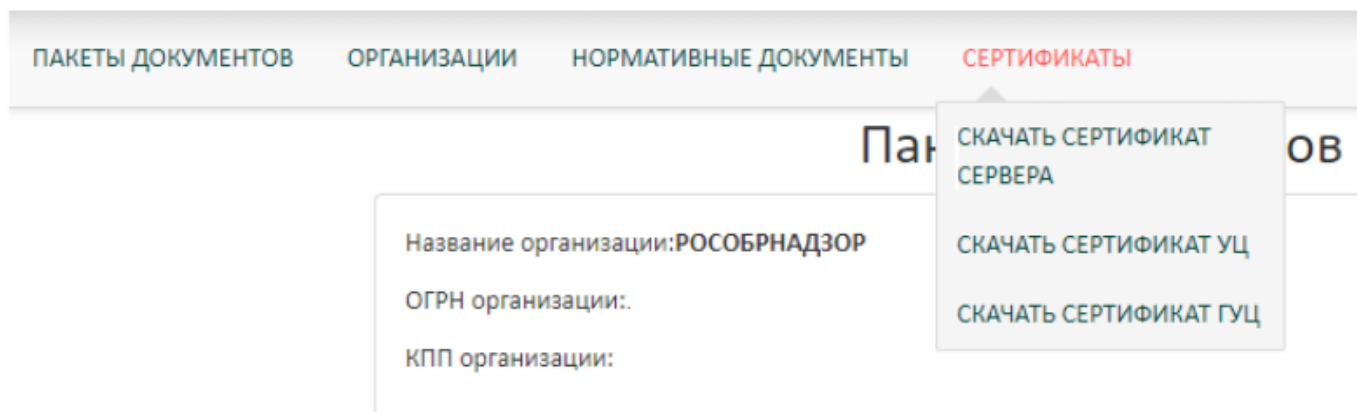 ПАКЕТЫ ДОКУМЕНТОВ ОРГАНИЗАЦИИ НОРМАТИВНЫЕ ДОКУМЕНТЫ СЕРТИФИКАТЫ
СКАЧАТЬ СЕРТИФИКАТ
СЕРВЕРА
СКАЧАТЬ СЕРТИФИКАТ УЦ
СКАЧАТЬ СЕРТИФИКАТ ГУЦ
Название организации:РОСОБРНАДЗОР
ОГРН организации:.
КПП организации: